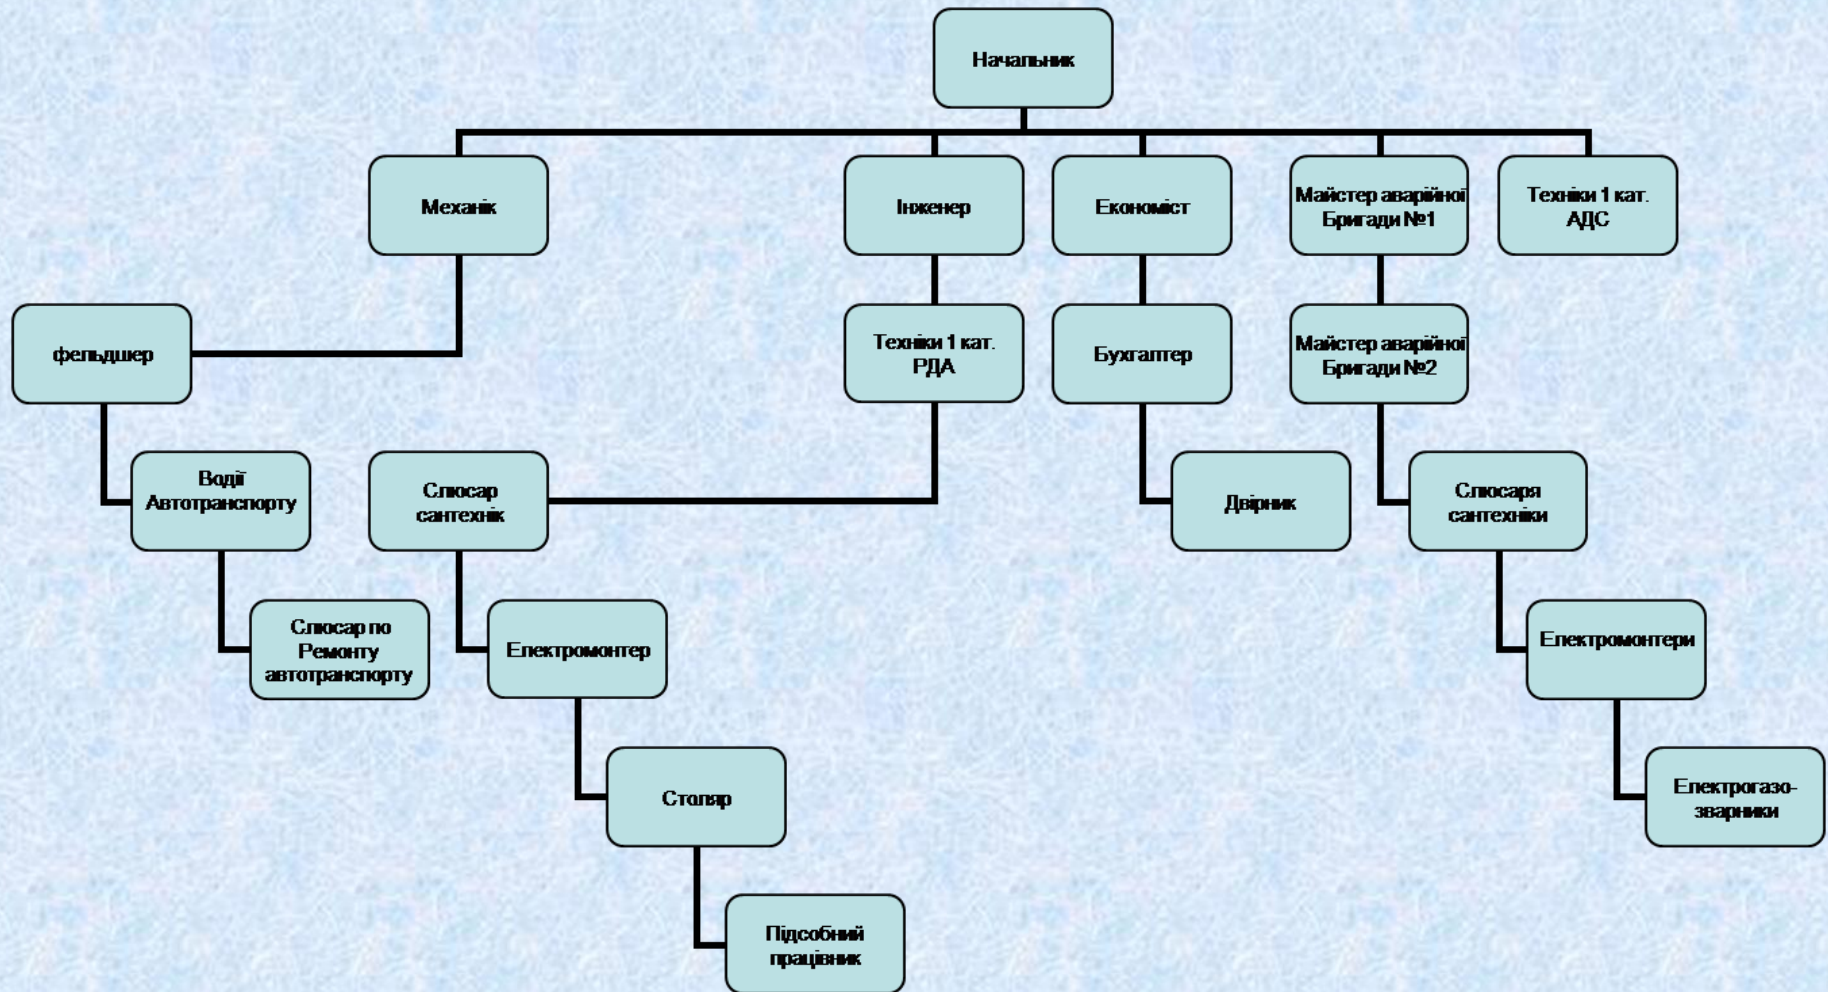 Начальник
Механік
Інженер
Економіст
Майстер аварійної
Бригади №1
Техніки 1 кат.
АДС
фельдшер
Техніки 1 кат.
РДА
Бухгалтер
Майстер аварійної
Бригади №2
Водії
Автотранспорту
Слюсар
сантехнік
Двірник
Слюсаря
сантехніки
Слюсар по
Ремонту
автотранспорту
Електромонтер
Електромонтери
Столяр
Електрогазо-
зварники
Підсобний
працівник